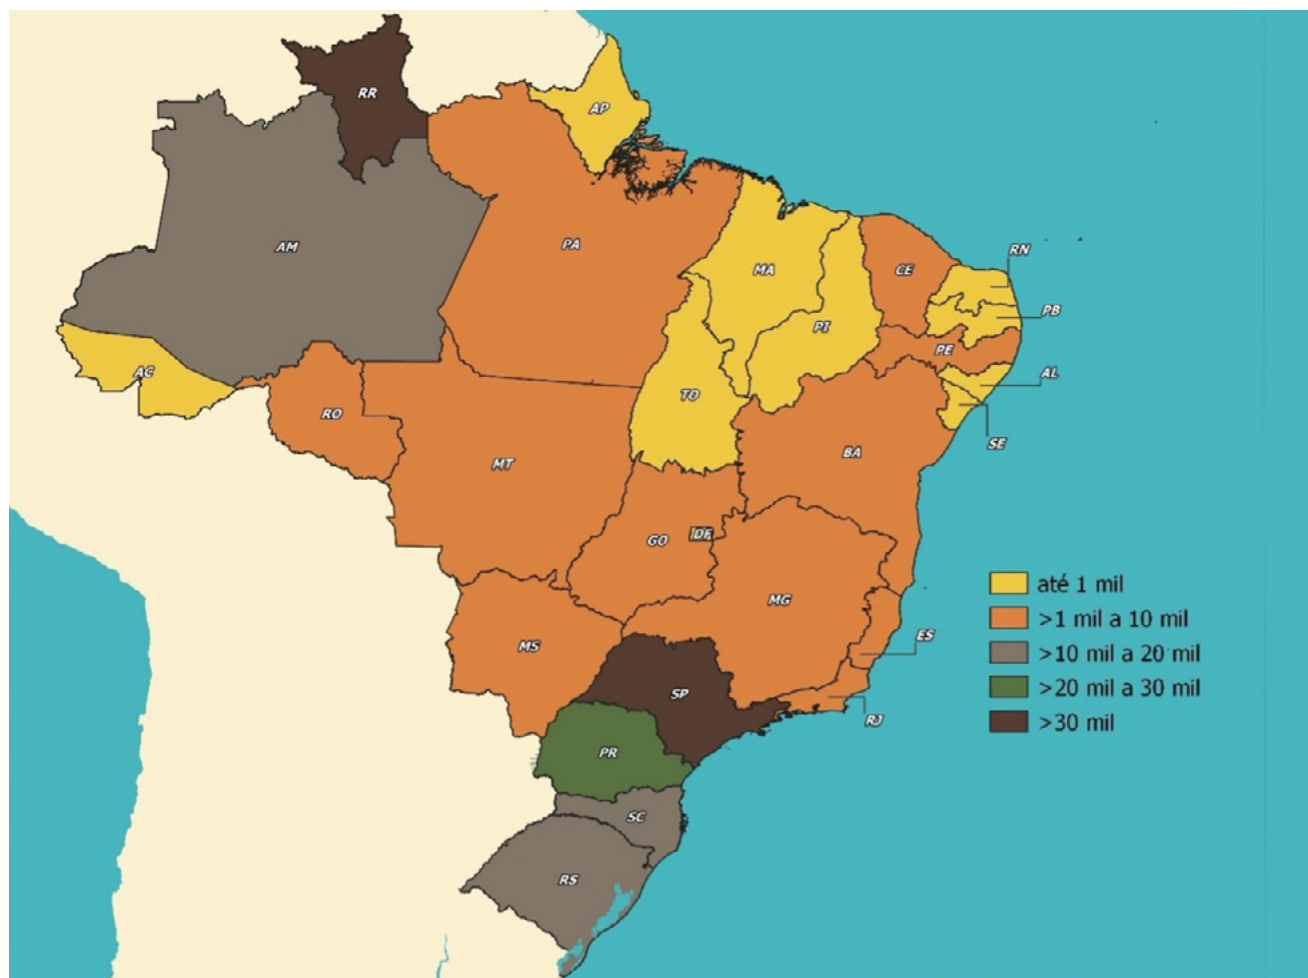 RR
AP
AM
PA
MA
CE
RN
PB
PI
PE
AC
AL
TO
RO
SE
BA
MT
GO
DF
até 1 mil
MG
>1 mil a 10 mil
ES
MS
>10 mil a 20 mil
>20 mil a 30 mil
SP
RJ
>30 mil
PR
SC
RS